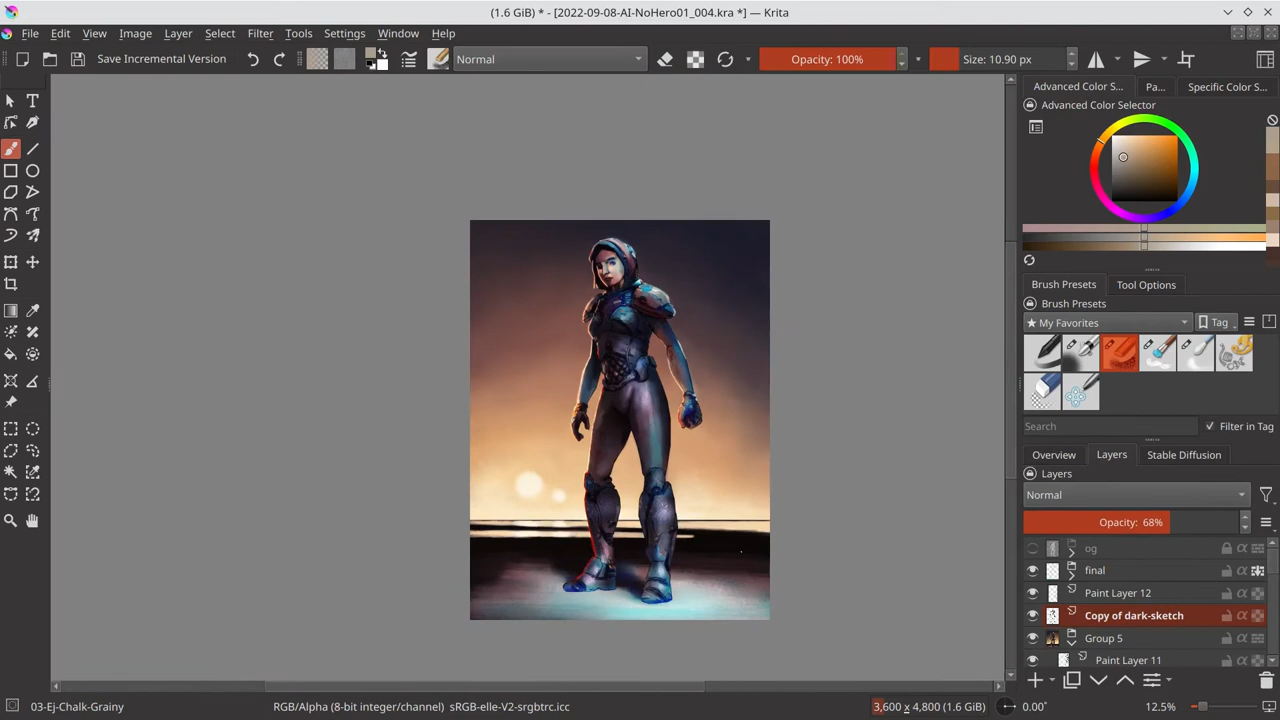 (1.6 GiB) * - [2022-09-08-AI-NoHero01_004.kra *] — Krita
File Edit View Image Layer Select Filter Tools Settings Window Help
Save Incremental Version Normal Opacity: 100% Size: 10.90 px
Advanced Color S... Pa... Specific Color S...
Advanced Color Selector
Brush Presets Tool Options
Brush Presets
★ My Favorites Tag
Search Filter in Tag
Overview Layers Stable Diffusion
Layers
Normal
Opacity: 68%
og
final
Paint Layer 12
Copy of dark-sketch
Group 5
Paint Layer 11
03-Ej-Chalk-Grainy RGB/Alpha (8-bit integer/channel) sRGB-elle-V2-srgbtrc.icc 3,600 x 4,800 (1.6 GiB) 0.00° 12.5%